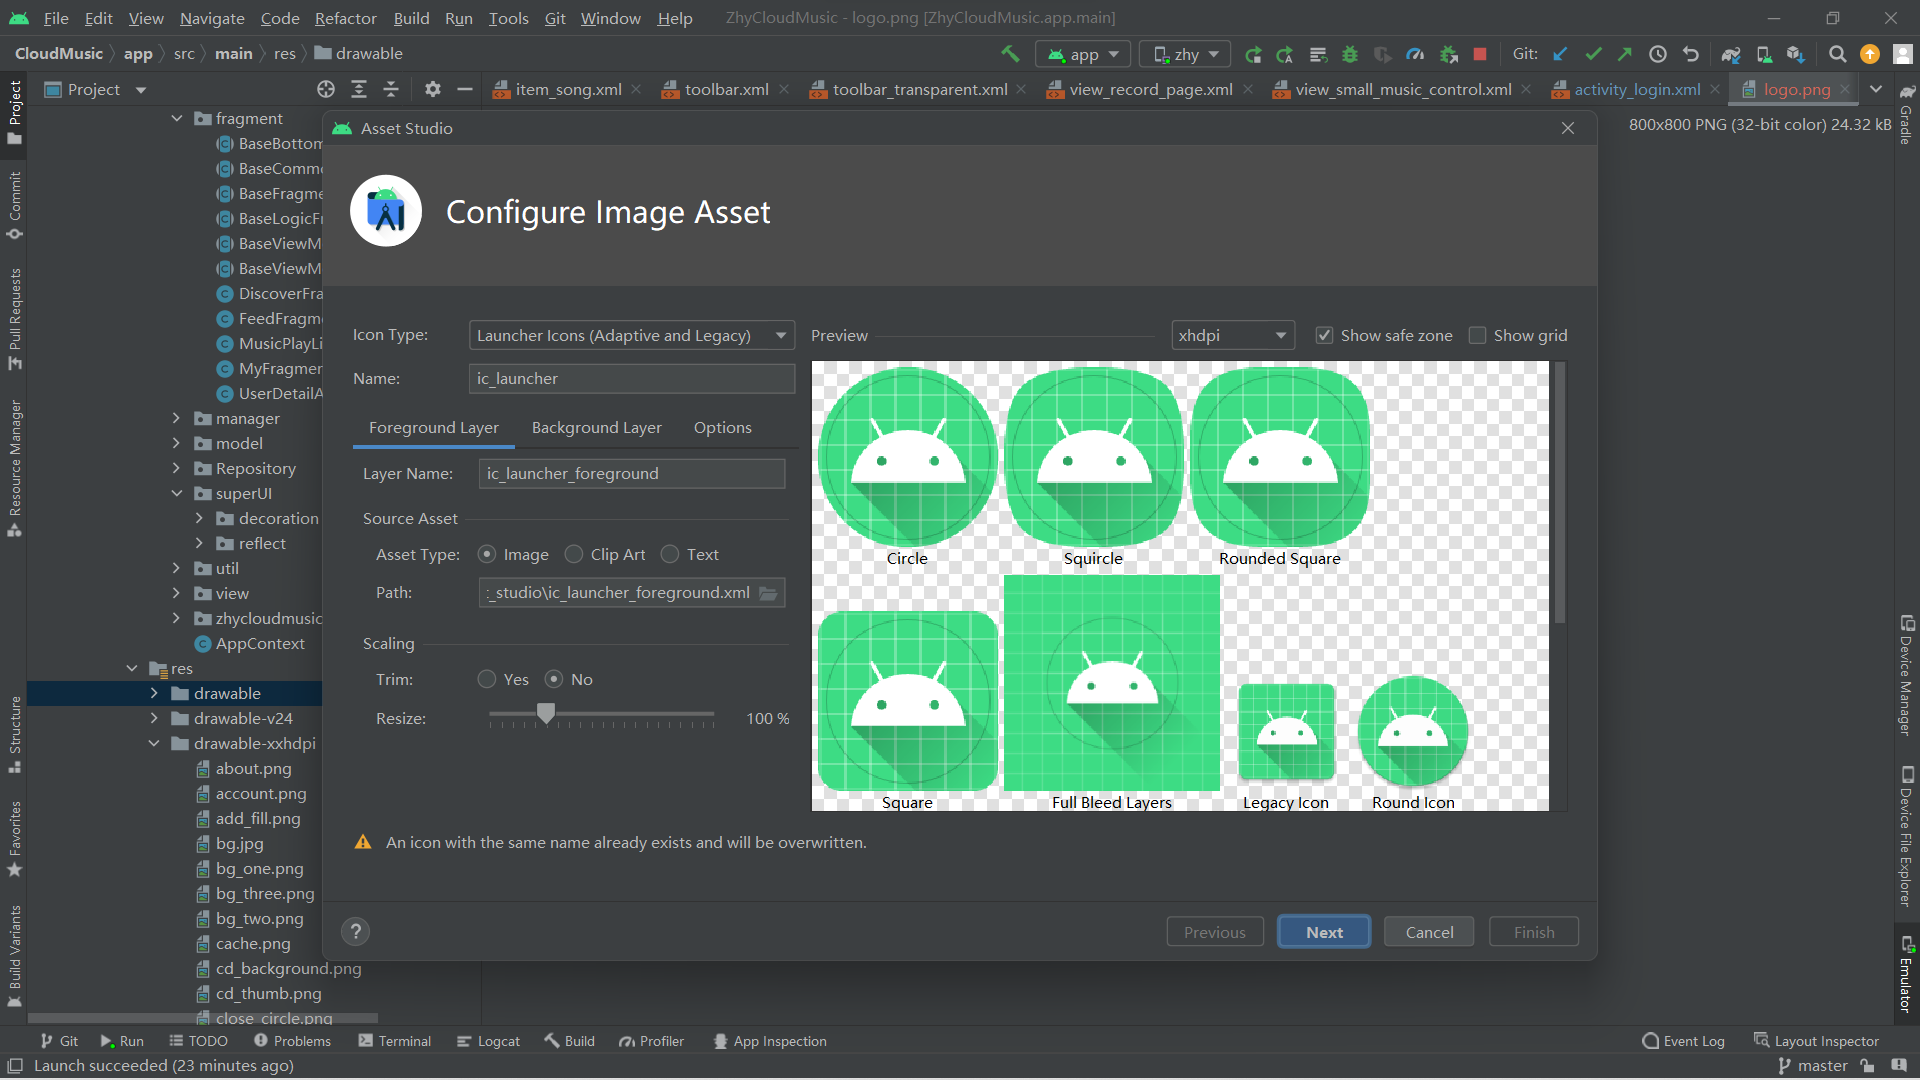 File Edit View Navigate Code Refactor Build Run Tools Git Window Help ZhyCloudMusic - logo.png [ZhyCloudMusic.app.main]
CloudMusic app src main res drawable app zhy Git:
Project item_song.xml toolbar.xml toolbar_transparent.xml view_record_page.xml view_small_music_control.xml activity_login.xml logo.png
800x800 PNG (32-bit color) 24.32 kB
Project
Commit
Pull Requests
Resource Manager
Structure
Favorites
Build Variants
fragment
BaseBottom
BaseCommo
BaseFragme
BaseLogicFr
BaseViewM
BaseViewM
DiscoverFra
FeedFragm
MusicPlayLi
MyFragmen
UserDetailA
manager
model
Repository
superUI
decoration
reflect
util
view
zhycloudmusic
AppContext
res
drawable
drawable-v24
drawable-xxhdpi
about.png
account.png
add_fill.png
bg.jpg
bg_one.png
bg_three.png
bg_two.png
cache.png
cd_background.png
cd_thumb.png
close_circle.png
Asset Studio
Configure Image Asset
Icon Type: Launcher Icons (Adaptive and Legacy)
Name: ic_launcher
Foreground Layer Background Layer Options
Layer Name: ic_launcher_foreground
Source Asset
Asset Type: Image Clip Art Text
Path: :_studio\ic_launcher_foreground.xml
Scaling
Trim: Yes No
Resize: 100 %
Preview xhdpi Show safe zone Show grid
Circle Squircle Rounded Square
Square Full Bleed Layers Legacy Icon Round Icon
An icon with the same name already exists and will be overwritten.
? Previous Next Cancel Finish
Gradle
Device Manager
Device File Explorer
Emulator
Git Run TODO Problems Terminal Logcat Build Profiler App Inspection Event Log Layout Inspector
Launch succeeded (23 minutes ago) master